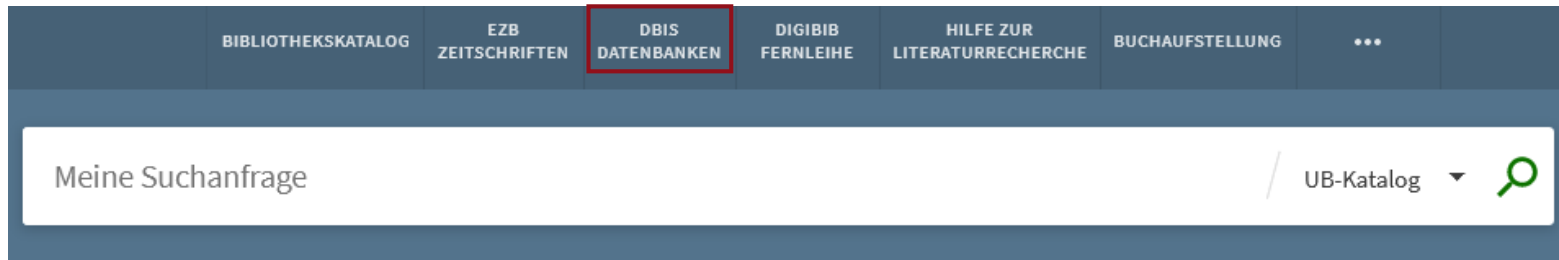 BIBLIOTHEKSKATALOG
EZB
ZEITSCHRIFTEN
DBIS
DATENBANKEN
DIGIBIB
FERNLEIHE
HILFE ZUR
LITERATURRECHERCHE
BUCHAUFSTELLUNG
•••
Meine Suchanfrage
UB-Katalog